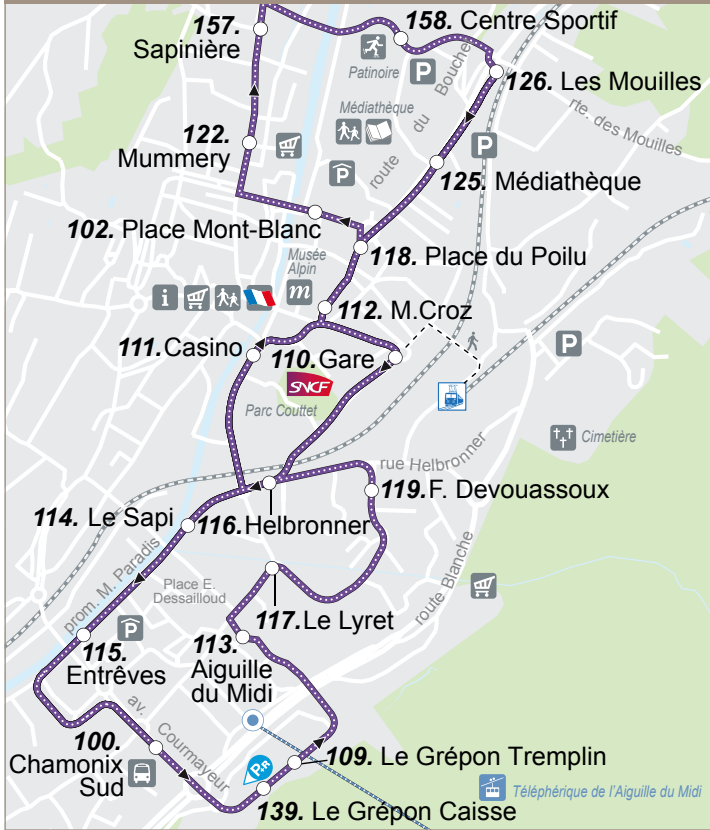 157.
Sapinière
158. Centre Sportif
Patinoire
P
126. Les Mouilles
Médiathèque
route du Bouchet
rte. des Mouilles
122.
Mummery
P
P
125. Médiathèque
102. Place Mont-Blanc
118. Place du Poilu
Musée
Alpin
i
m
112. M.Croz
111. Casino
110. Gare
SNCF
P
Parc Couttet
Cimetière
rue Helbronner
119. F. Devouassoux
114. Le Sapi
116. Helbronner
prom. M. Paradis
Place E.
Dessailloud
route Blanche
117. Le Lyret
P
115.
Entrêves
113.
Aiguille
du Midi
av. Courmayeur
100.
Chamonix
Sud
P+R
109. Le Grépon Tremplin
139. Le Grépon Caisse
Téléphérique de l'Aiguille du Midi